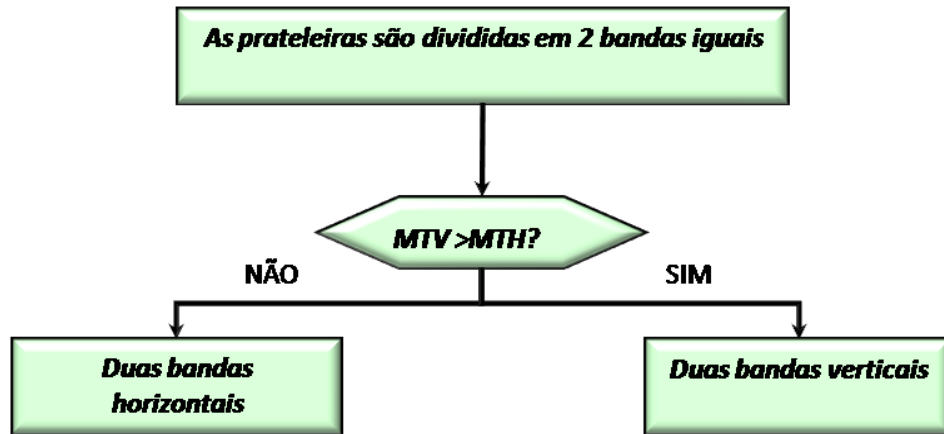 As prateleiras são divididas em 2 bandas iguais
MTV >MTH?
NÃO
SIM
Duas bandas
horizontais
Duas bandas verticais